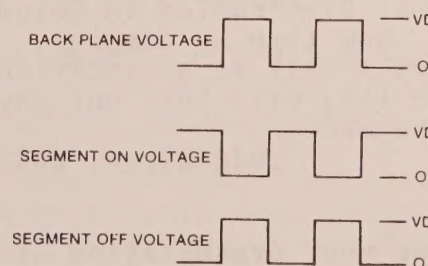 BACK PLANE VOLTAGE
VD
O
SEGMENT ON VOLTAGE
VD
O
SEGMENT OFF VOLTAGE
VD
O